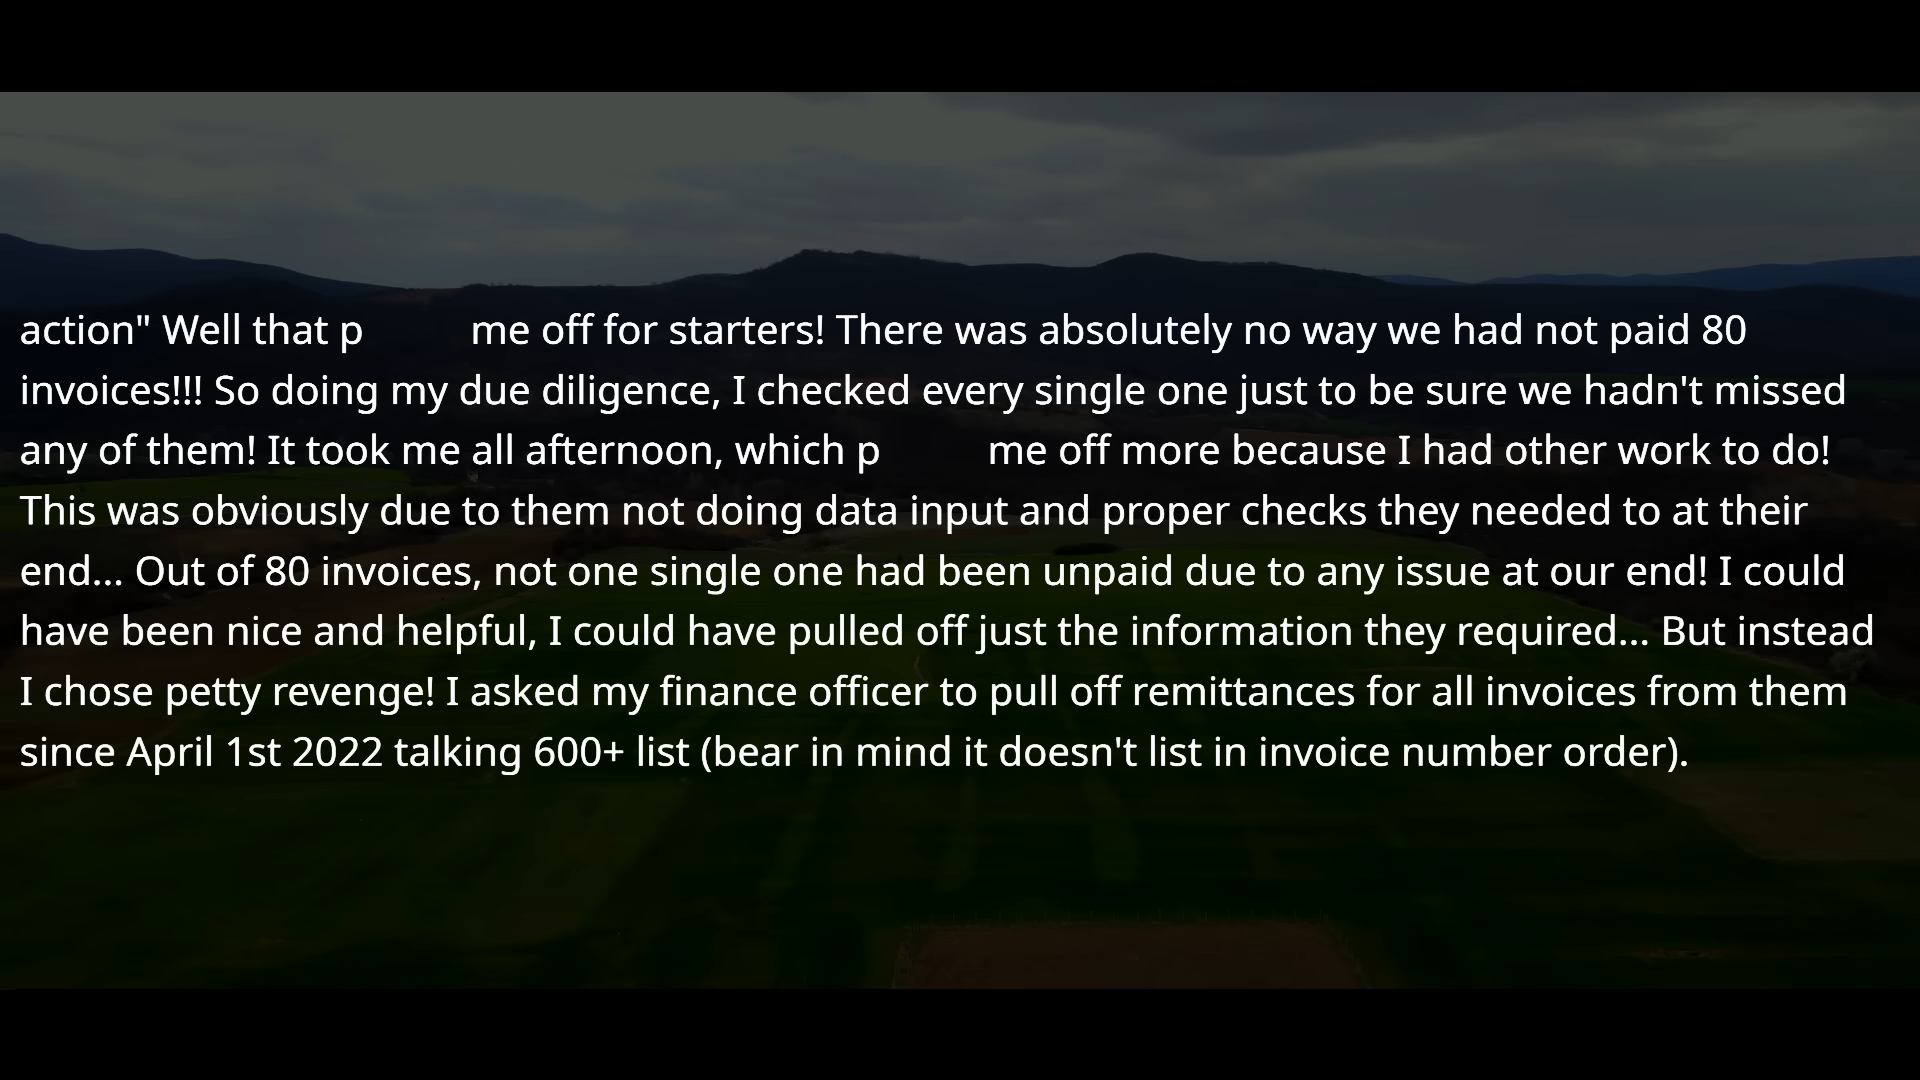 action" Well that p me off for starters! There was absolutely no way we had not paid 80
invoices!!! So doing my due diligence, I checked every single one just to be sure we hadn't missed
any of them! It took me all afternoon, which p me off more because I had other work to do!
This was obviously due to them not doing data input and proper checks they needed to at their
end... Out of 80 invoices, not one single one had been unpaid due to any issue at our end! I could
have been nice and helpful, I could have pulled off just the information they required... But instead
I chose petty revenge! I asked my finance officer to pull off remittances for all invoices from them
since April 1st 2022 talking 600+ list (bear in mind it doesn't list in invoice number order).